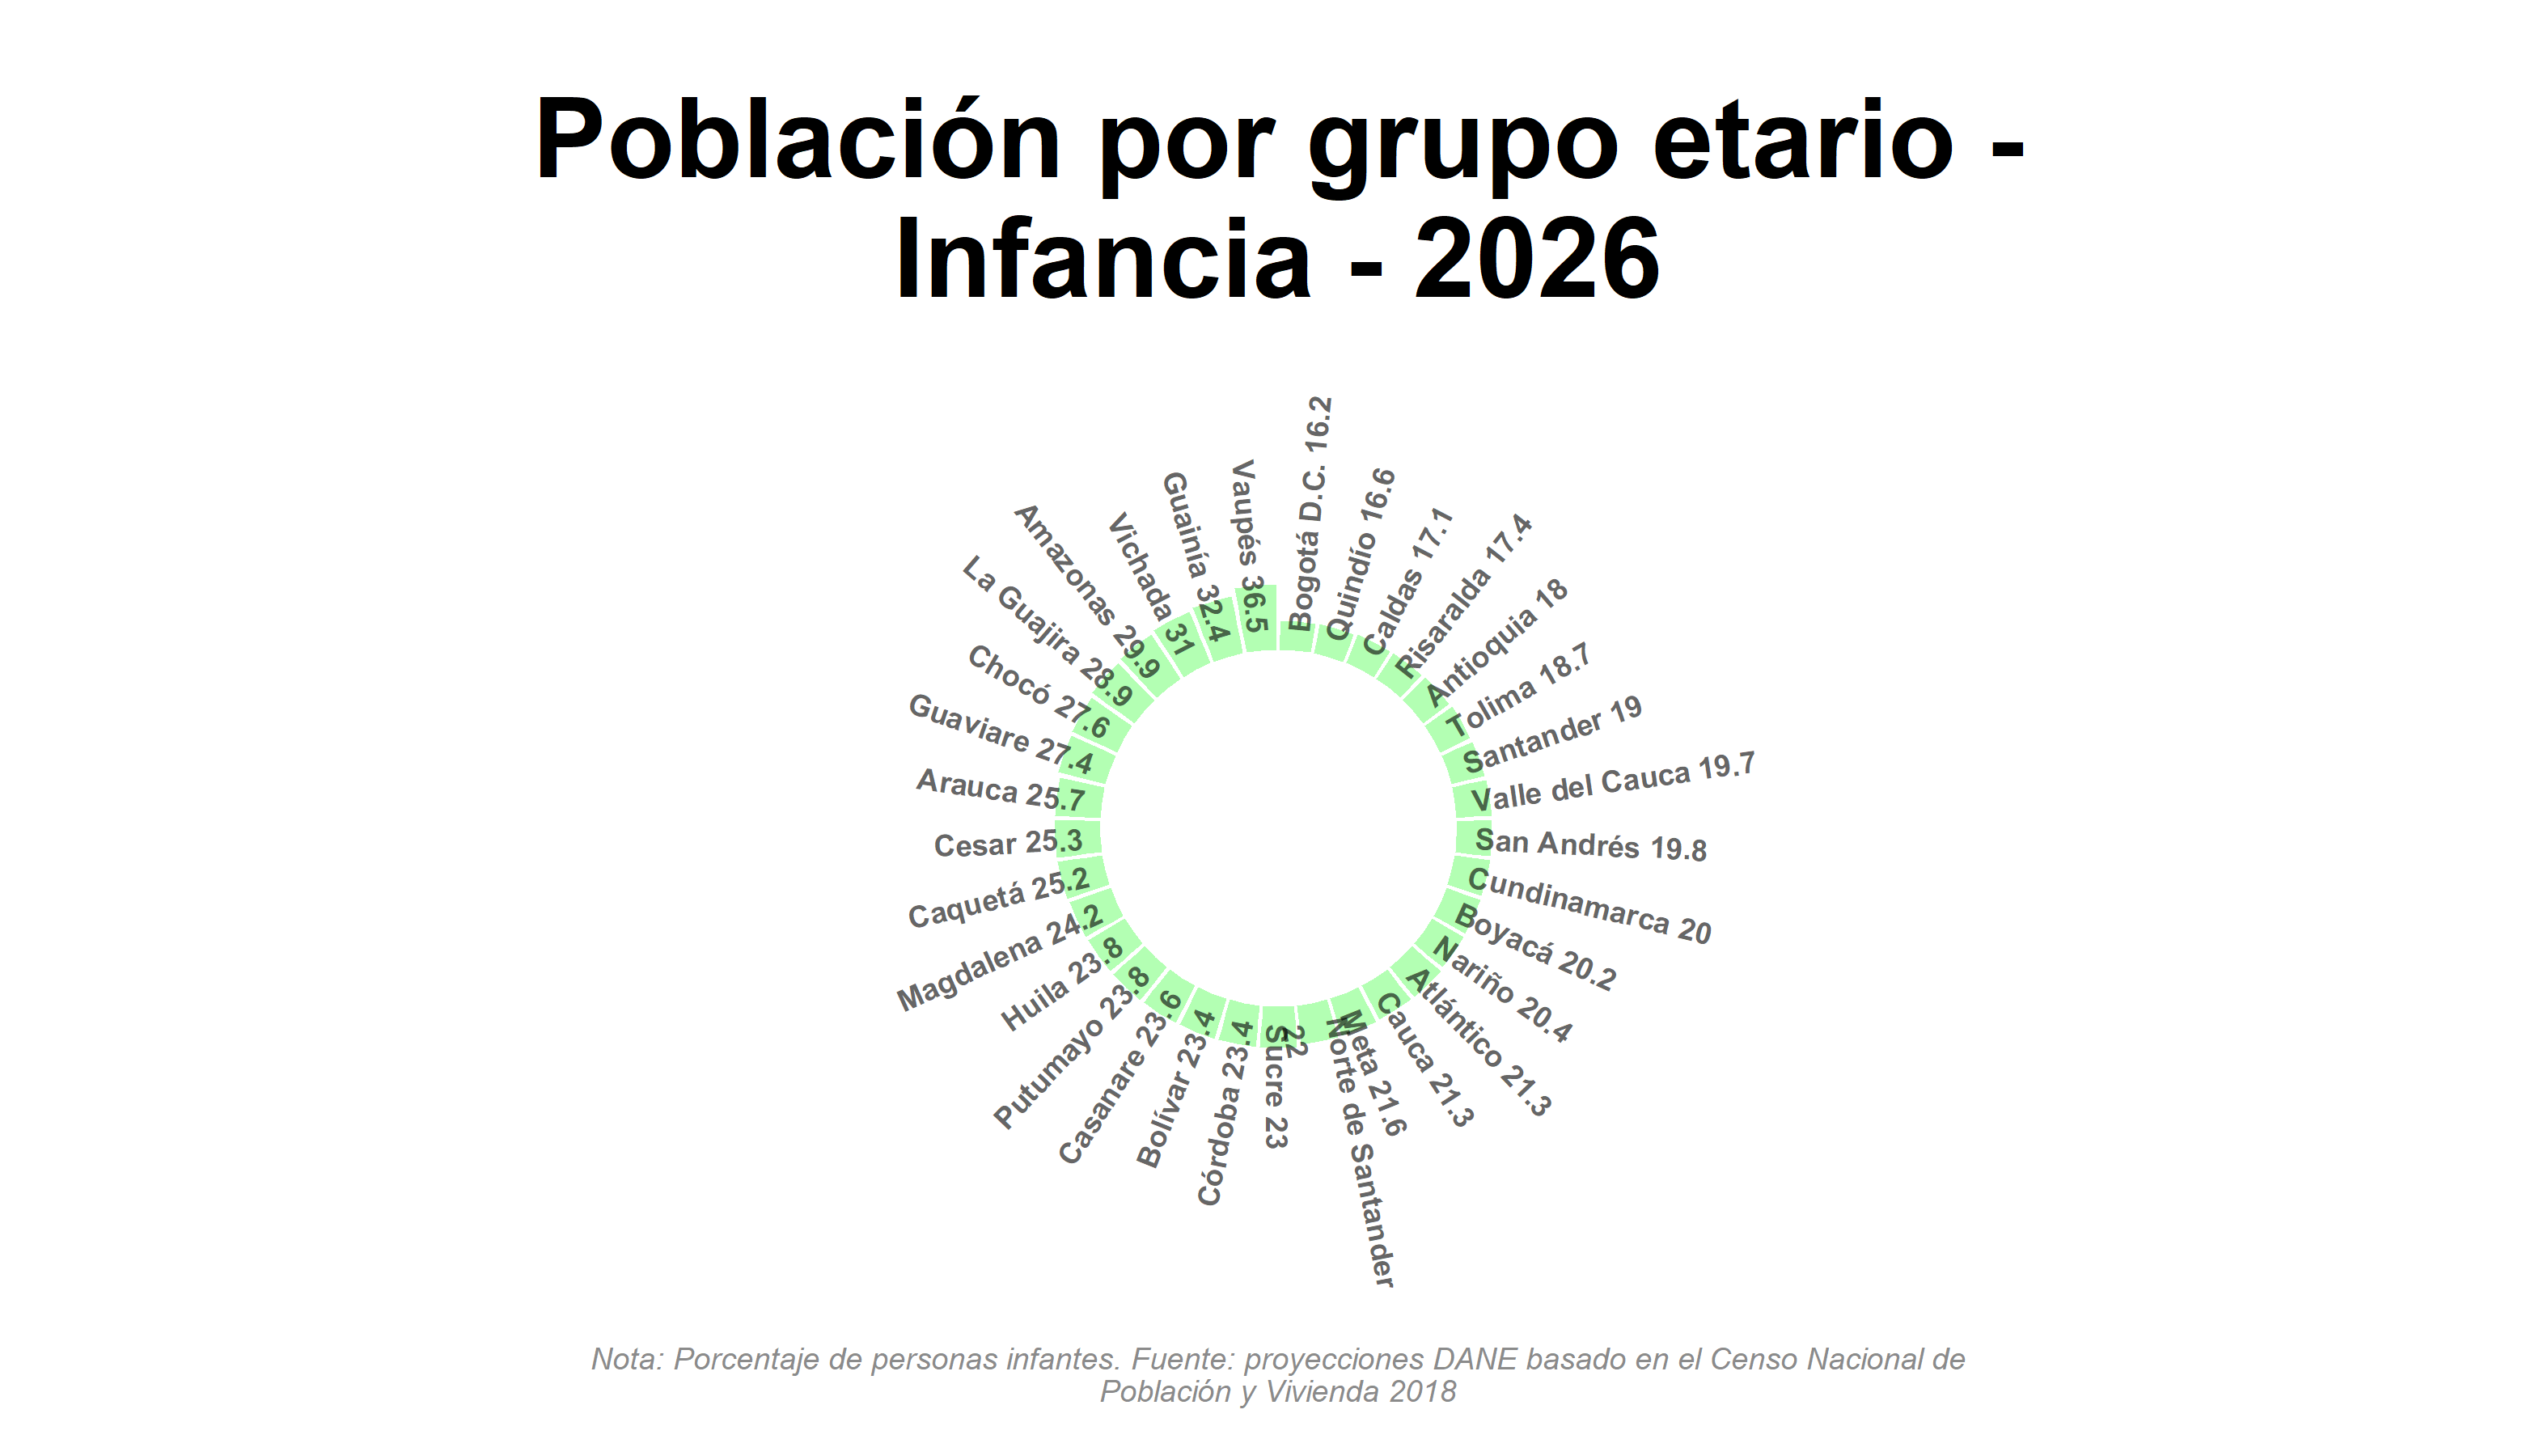 Población por grupo etario -
Infancia - 2026
Bogotá D.C. 16.2
Quindío 16.6
Caldas 17.1
Risaralda 17.4
Antioquia 18
Tolima 18.7
Santander 19
Valle del Cauca 19.7
San Andrés 19.8
Cundinamarca 20
Boyacá 20.2
Nariño 20.4
Atlántico 21.3
Cauca 21.3
Meta 21.6
Norte de Santander
22
Sucre 23
Córdoba 23.4
Bolívar 23.4
Casanare 23.6
Putumayo 23.8
Huila 23.8
Magdalena 24.2
Caquetá 25.2
Cesar 25.3
Arauca 25.7
Guaviare 27.4
Chocó 27.6
La Guajira 28.9
Amazonas 29.9
Vichada 31
Guainía 32.4
Vaupés 36.5
Nota: Porcentaje de personas infantes. Fuente: proyecciones DANE basado en el Censo Nacional de
Población y Vivienda 2018